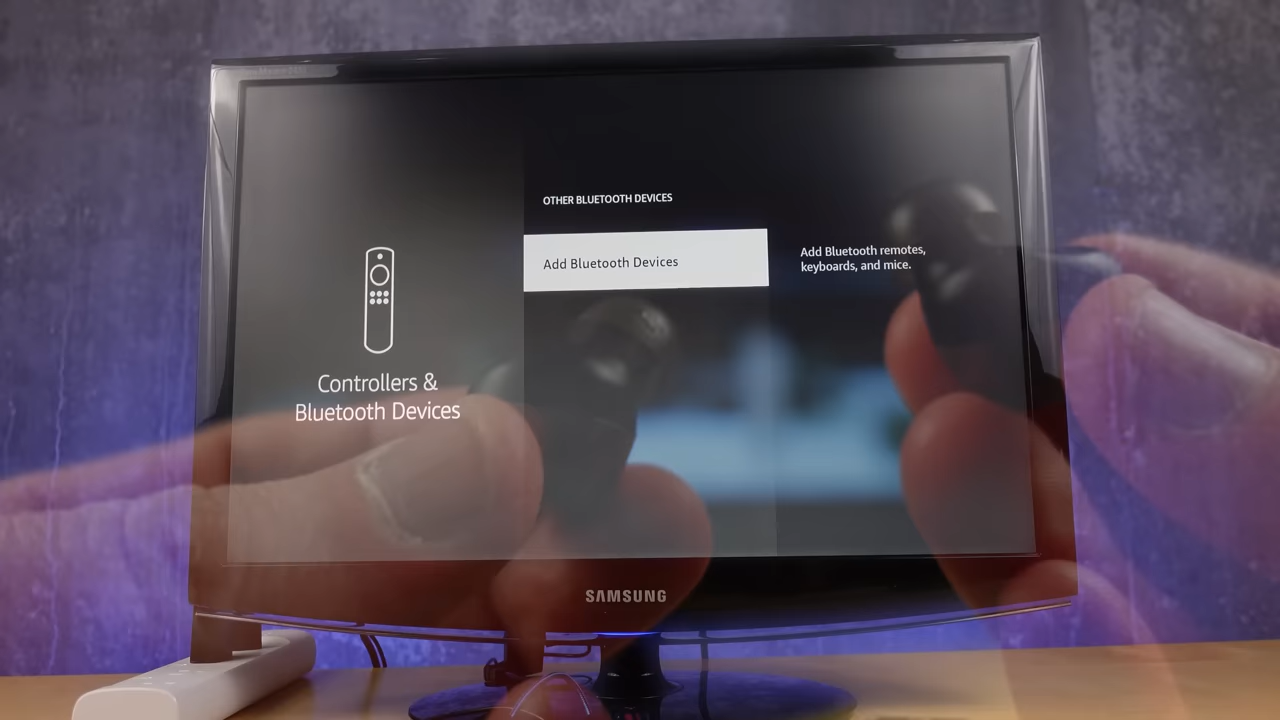 OTHER BLUETOOTH DEVICES
Add Bluetooth Devices
Add Bluetooth remotes,
keyboards, and mice.
Controllers &
Bluetooth Devices
SAMSUNG